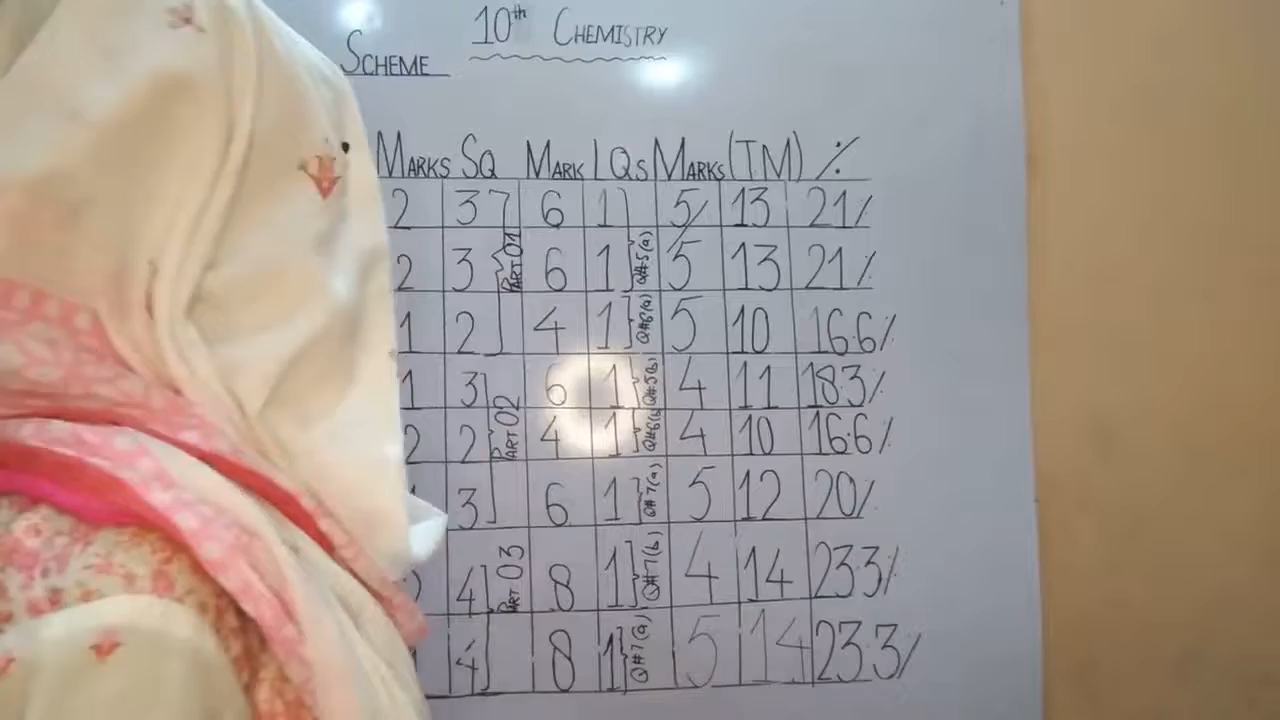 10th CHEMISTRY
SCHEME
MARKS SQ MARK LQs MARKS (TM) %
2 3 6 1 5 13 21%
2 3 PART 01 6 1 Q#5(a) 5 13 21%
1 2 4 1 Q#6(a) 5 10 16.6%
1 3 6 1 Q#5(b) 4 11 18.3%
2 2 PART 02 4 1 Q#6(b 4 10 16.6%
3 6 1 Q#7(a) 5 12 20%
4 PART 03 8 1 Q#7(b) 4 14 23.3%
4 8 1 Q#7(a) 5 14 23.3%